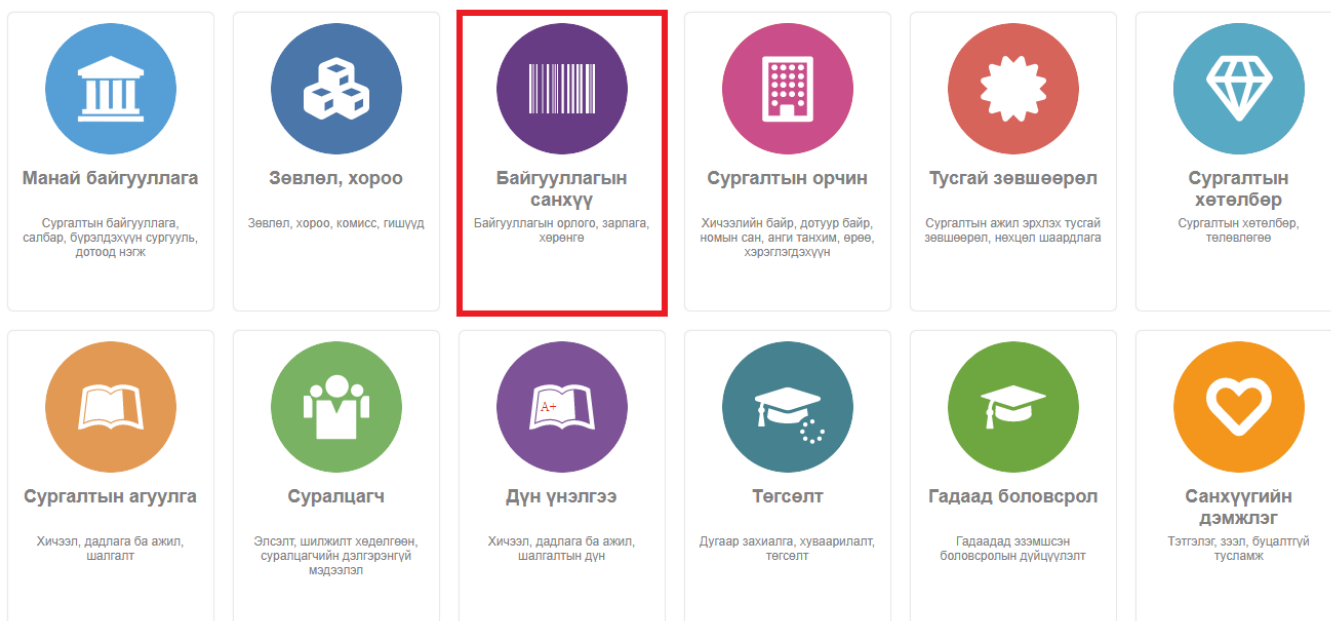 Манай байгууллага
Сургалтын байгууллага,
салбар, бүрэлдэхүүн сургууль,
дотоод нэгж
Зөвлөл, хороо
Зөвлөл, хороо, комисс, гишүүд
Байгууллагын
санхүү
Байгууллагын орлого, зарлага,
хөрөнгө
Сургалтын орчин
Хичээлийн байр, дотуур байр,
номын сан, анги танхим, өрөө,
хэрэглэгдэхүүн
Тусгай зөвшөөрөл
Сургалтын ажил эрхлэх тусгай
зөвшөөрөл, нөхцөл шаардлага
Сургалтын
хөтөлбөр
Сургалтын хөтөлбөр,
төлөвлөгөө
Сургалтын агуулга
Хичээл, дадлага ба ажил,
шалгалт
Суралцагч
Элсэлт, шилжилт хөдөлгөөн,
суралцагчийн дэлгэрэнгүй
мэдээлэл
A+
Дүн үнэлгээ
Хичээл, дадлага ба ажил,
шалгалтын дүн
Төгсөлт
Дугаар захиалга, хуваарилалт,
төгсөлт
Гадаад боловсрол
Гадаадад эзэмшсэн
боловсролын дүйцүүлэлт
Санхүүгийн
дэмжлэг
Тэтгэлэг, зээл, буцалтгүй
тусламж